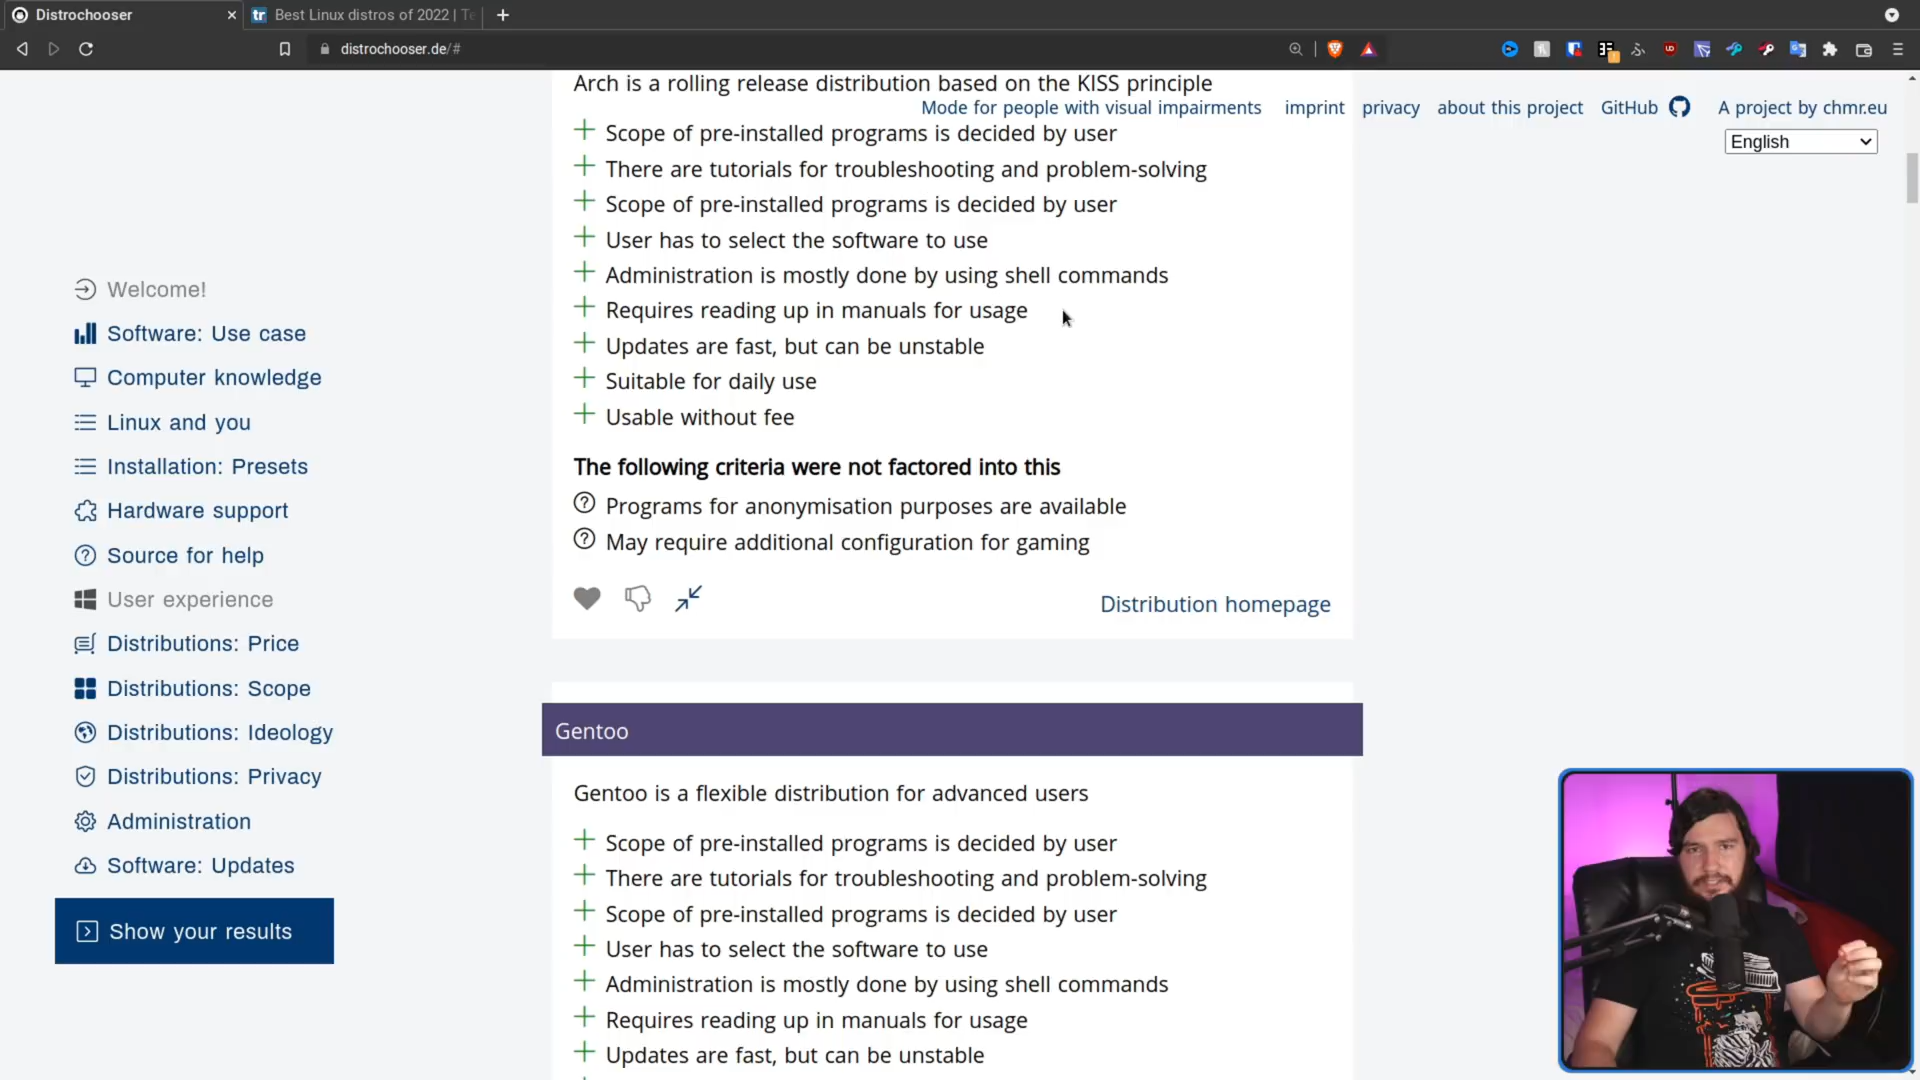 Distrochooser
tr Best Linux distros of 2022 | Te
distrochooser.de/#
Arch is a rolling release distribution based on the KISS principle
Mode for people with visual impairments imprint privacy about this project GitHub A project by chmr.eu
English
Scope of pre-installed programs is decided by user
There are tutorials for troubleshooting and problem-solving
Scope of pre-installed programs is decided by user
User has to select the software to use
Administration is mostly done by using shell commands
Requires reading up in manuals for usage
Updates are fast, but can be unstable
Suitable for daily use
Usable without fee
The following criteria were not factored into this
Programs for anonymisation purposes are available
May require additional configuration for gaming
Distribution homepage
Welcome!
Software: Use case
Computer knowledge
Linux and you
Installation: Presets
Hardware support
Source for help
User experience
Distributions: Price
Distributions: Scope
Distributions: Ideology
Distributions: Privacy
Administration
Software: Updates
Show your results
Gentoo
Gentoo is a flexible distribution for advanced users
Scope of pre-installed programs is decided by user
There are tutorials for troubleshooting and problem-solving
Scope of pre-installed programs is decided by user
User has to select the software to use
Administration is mostly done by using shell commands
Requires reading up in manuals for usage
Updates are fast, but can be unstable